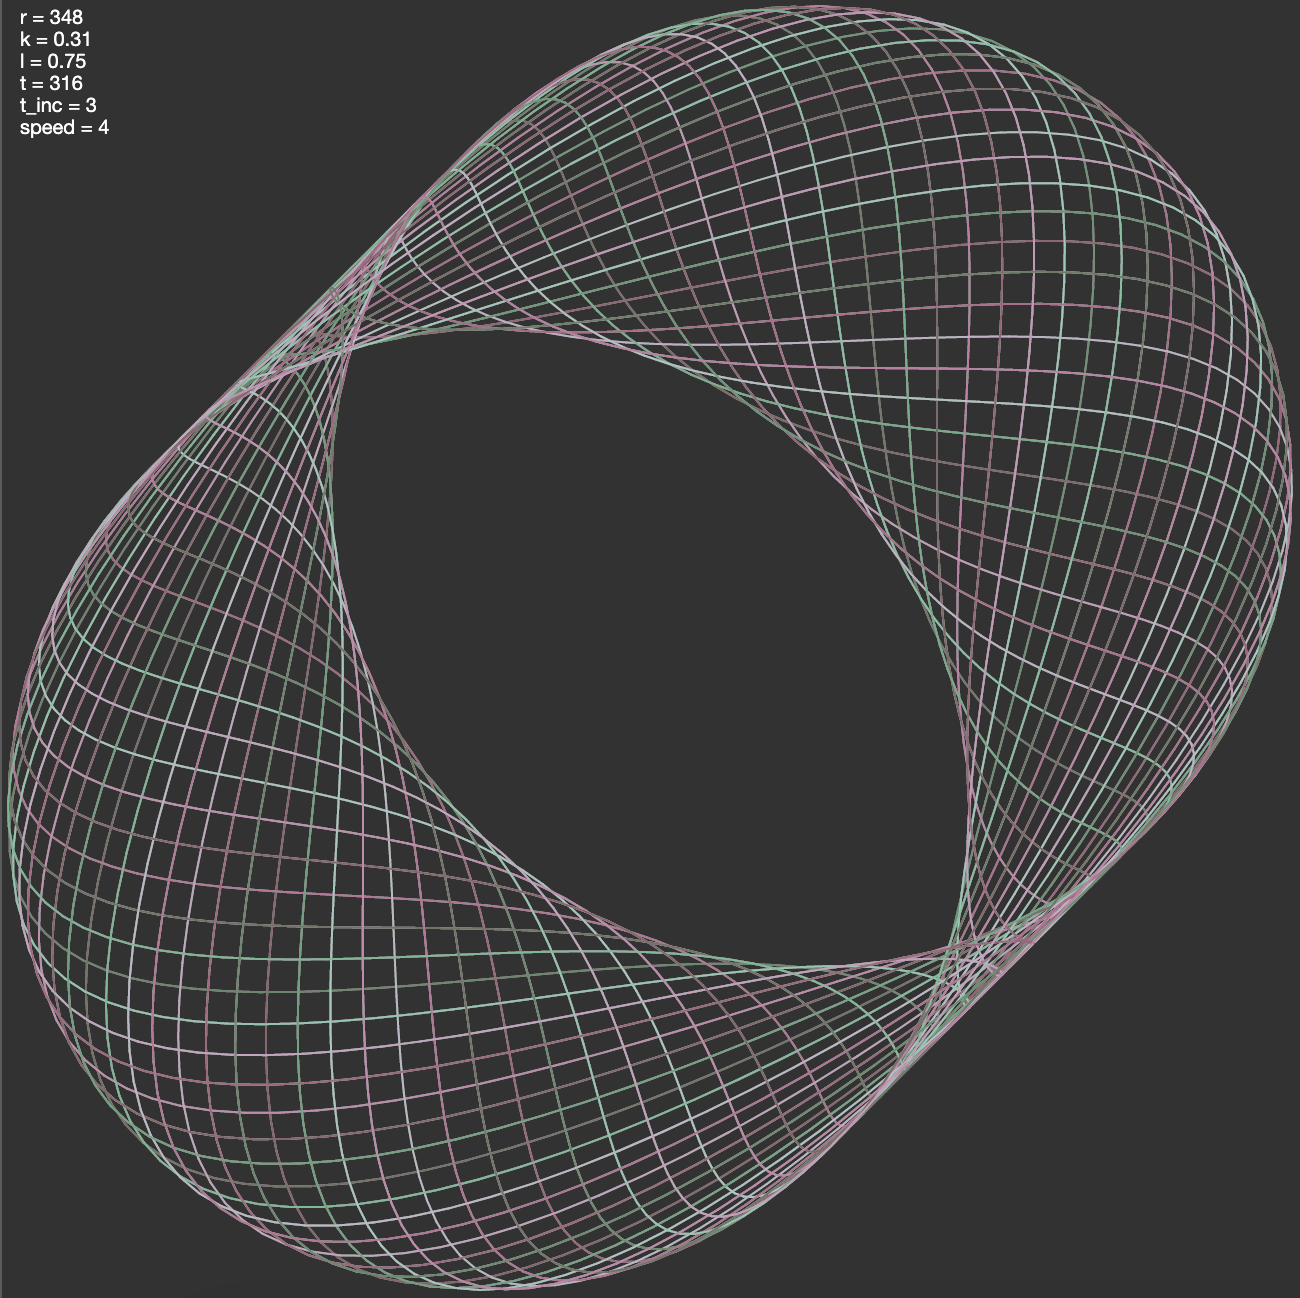 r = 348
k = 0.31
l = 0.75
t = 316
t_inc = 3
speed = 4